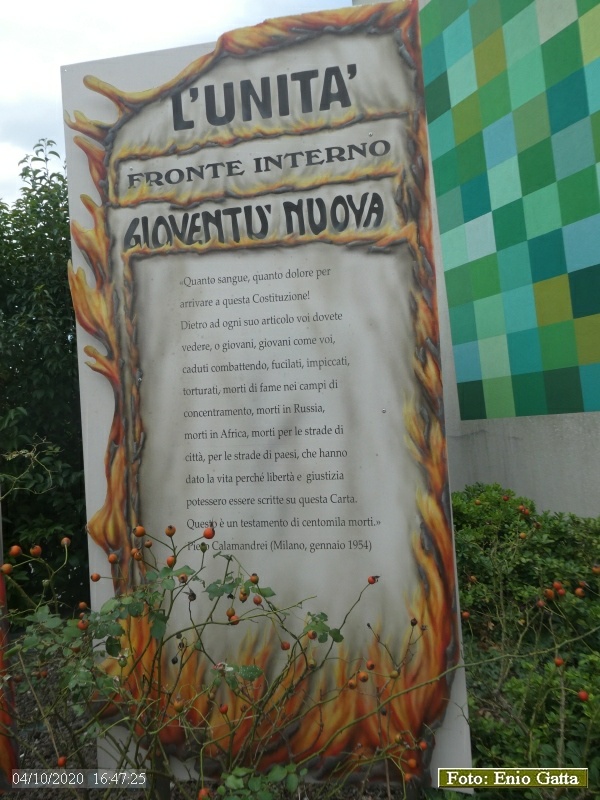 L'UNITA'
FRONTE INTERNO
GIOVENTU' NUOVA
«Quanto sangue, quanto dolore per
arrivare a questa Costituzione!
Dietro ad ogni suo articolo voi dovete
vedere, o giovani, giovani come voi,
caduti combattendo, fucilati, impiccati,
torturati, morti di fame nei campi di
concentramento, morti in Russia,
morti in Africa, morti per le strade di
città, per le strade di paesi, che hanno
dato la vita perché libertà e giustizia
potessero essere scritte su questa Carta.
Questo è un testamento di centomila morti.»
Piero Calamandrei (Milano, gennaio 1954)
04/10/2020 16:47:25
Foto: Enio Gatta